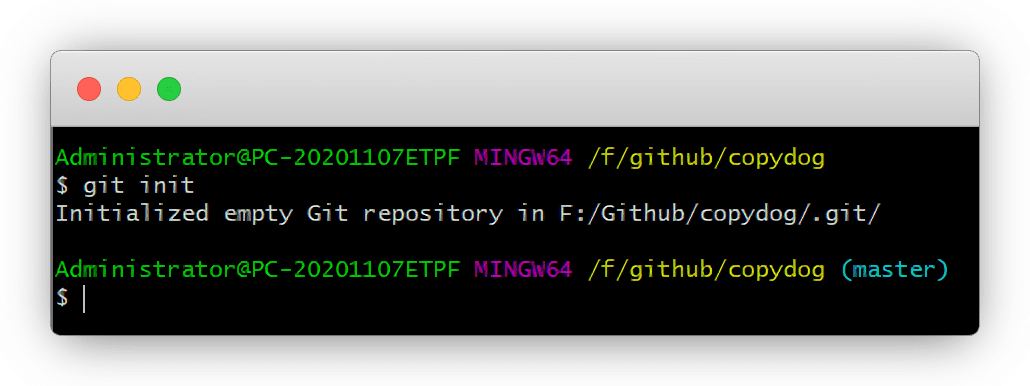 Administrator@PC-20201107ETPF MINGW64 /f/github/copydog
$ git init
Initialized empty Git repository in F:/Github/copydog/.git/
Administrator@PC-20201107ETPF MINGW64 /f/github/copydog (master)
$